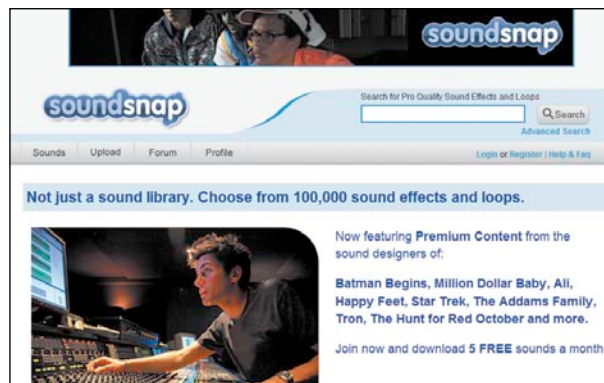 soundsnap
soundsnap
Search for Pro Quality Sound Effects and Loops
Search
Advanced Search
Sounds Upload Forum Profile
Login or Register | Help & Faq
Not just a sound library. Choose from 100,000 sound effects and loops.
Now featuring Premium Content from the
sound designers of:
Batman Begins, Million Dollar Baby, Ali,
Happy Feet, Star Trek, The Addams Family,
Tron, The Hunt for Red October and more.
Join now and download 5 FREE sounds a month